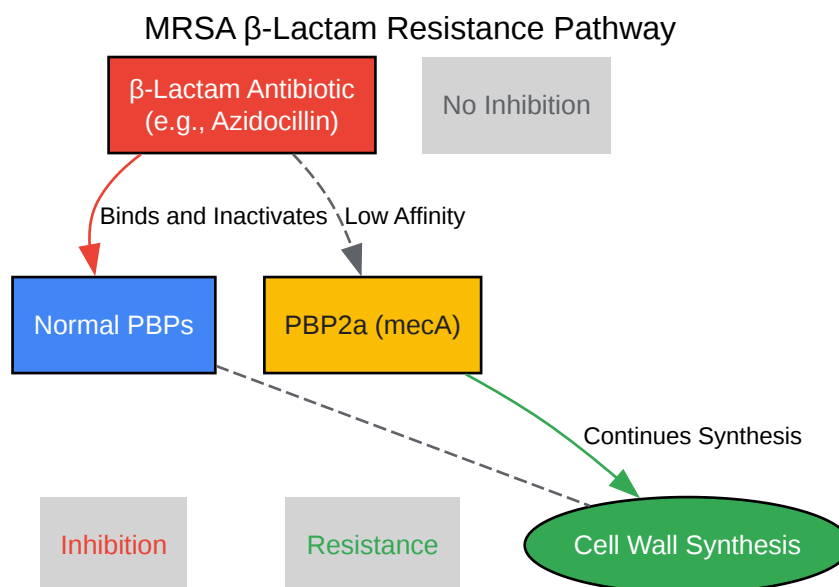 MRSA β-Lactam Resistance Pathway
β-Lactam Antibiotic
(e.g., Azidocillin)
No Inhibition
Binds and Inactivates
Low Affinity
Normal PBPs
PBP2a (mecA)
Continues Synthesis
Inhibition
Resistance
Cell Wall Synthesis